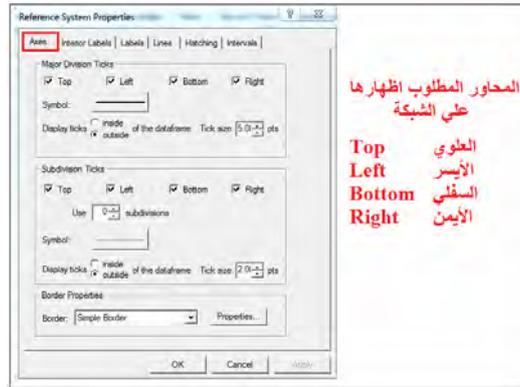 Reference System Properties
Axes Interior Labels Labels Lines Hatching Intervals
Major Division Ticks
Top Left Bottom Right
Symbol:
Display ticks inside outside of the dataframe Tick size: 5.0 pts
Subdivision Ticks
Top Left Bottom Right
Use 0 subdivisions
Symbol:
Display ticks inside outside of the dataframe Tick size: 2.0 pts
Border Properties
Border: Simple Border Properties...
OK Cancel Apply
المحاور المطلوب اظهارها
علي الشبكة
العلوي Top
الأيسر Left
السفلي Bottom
الأيمن Right